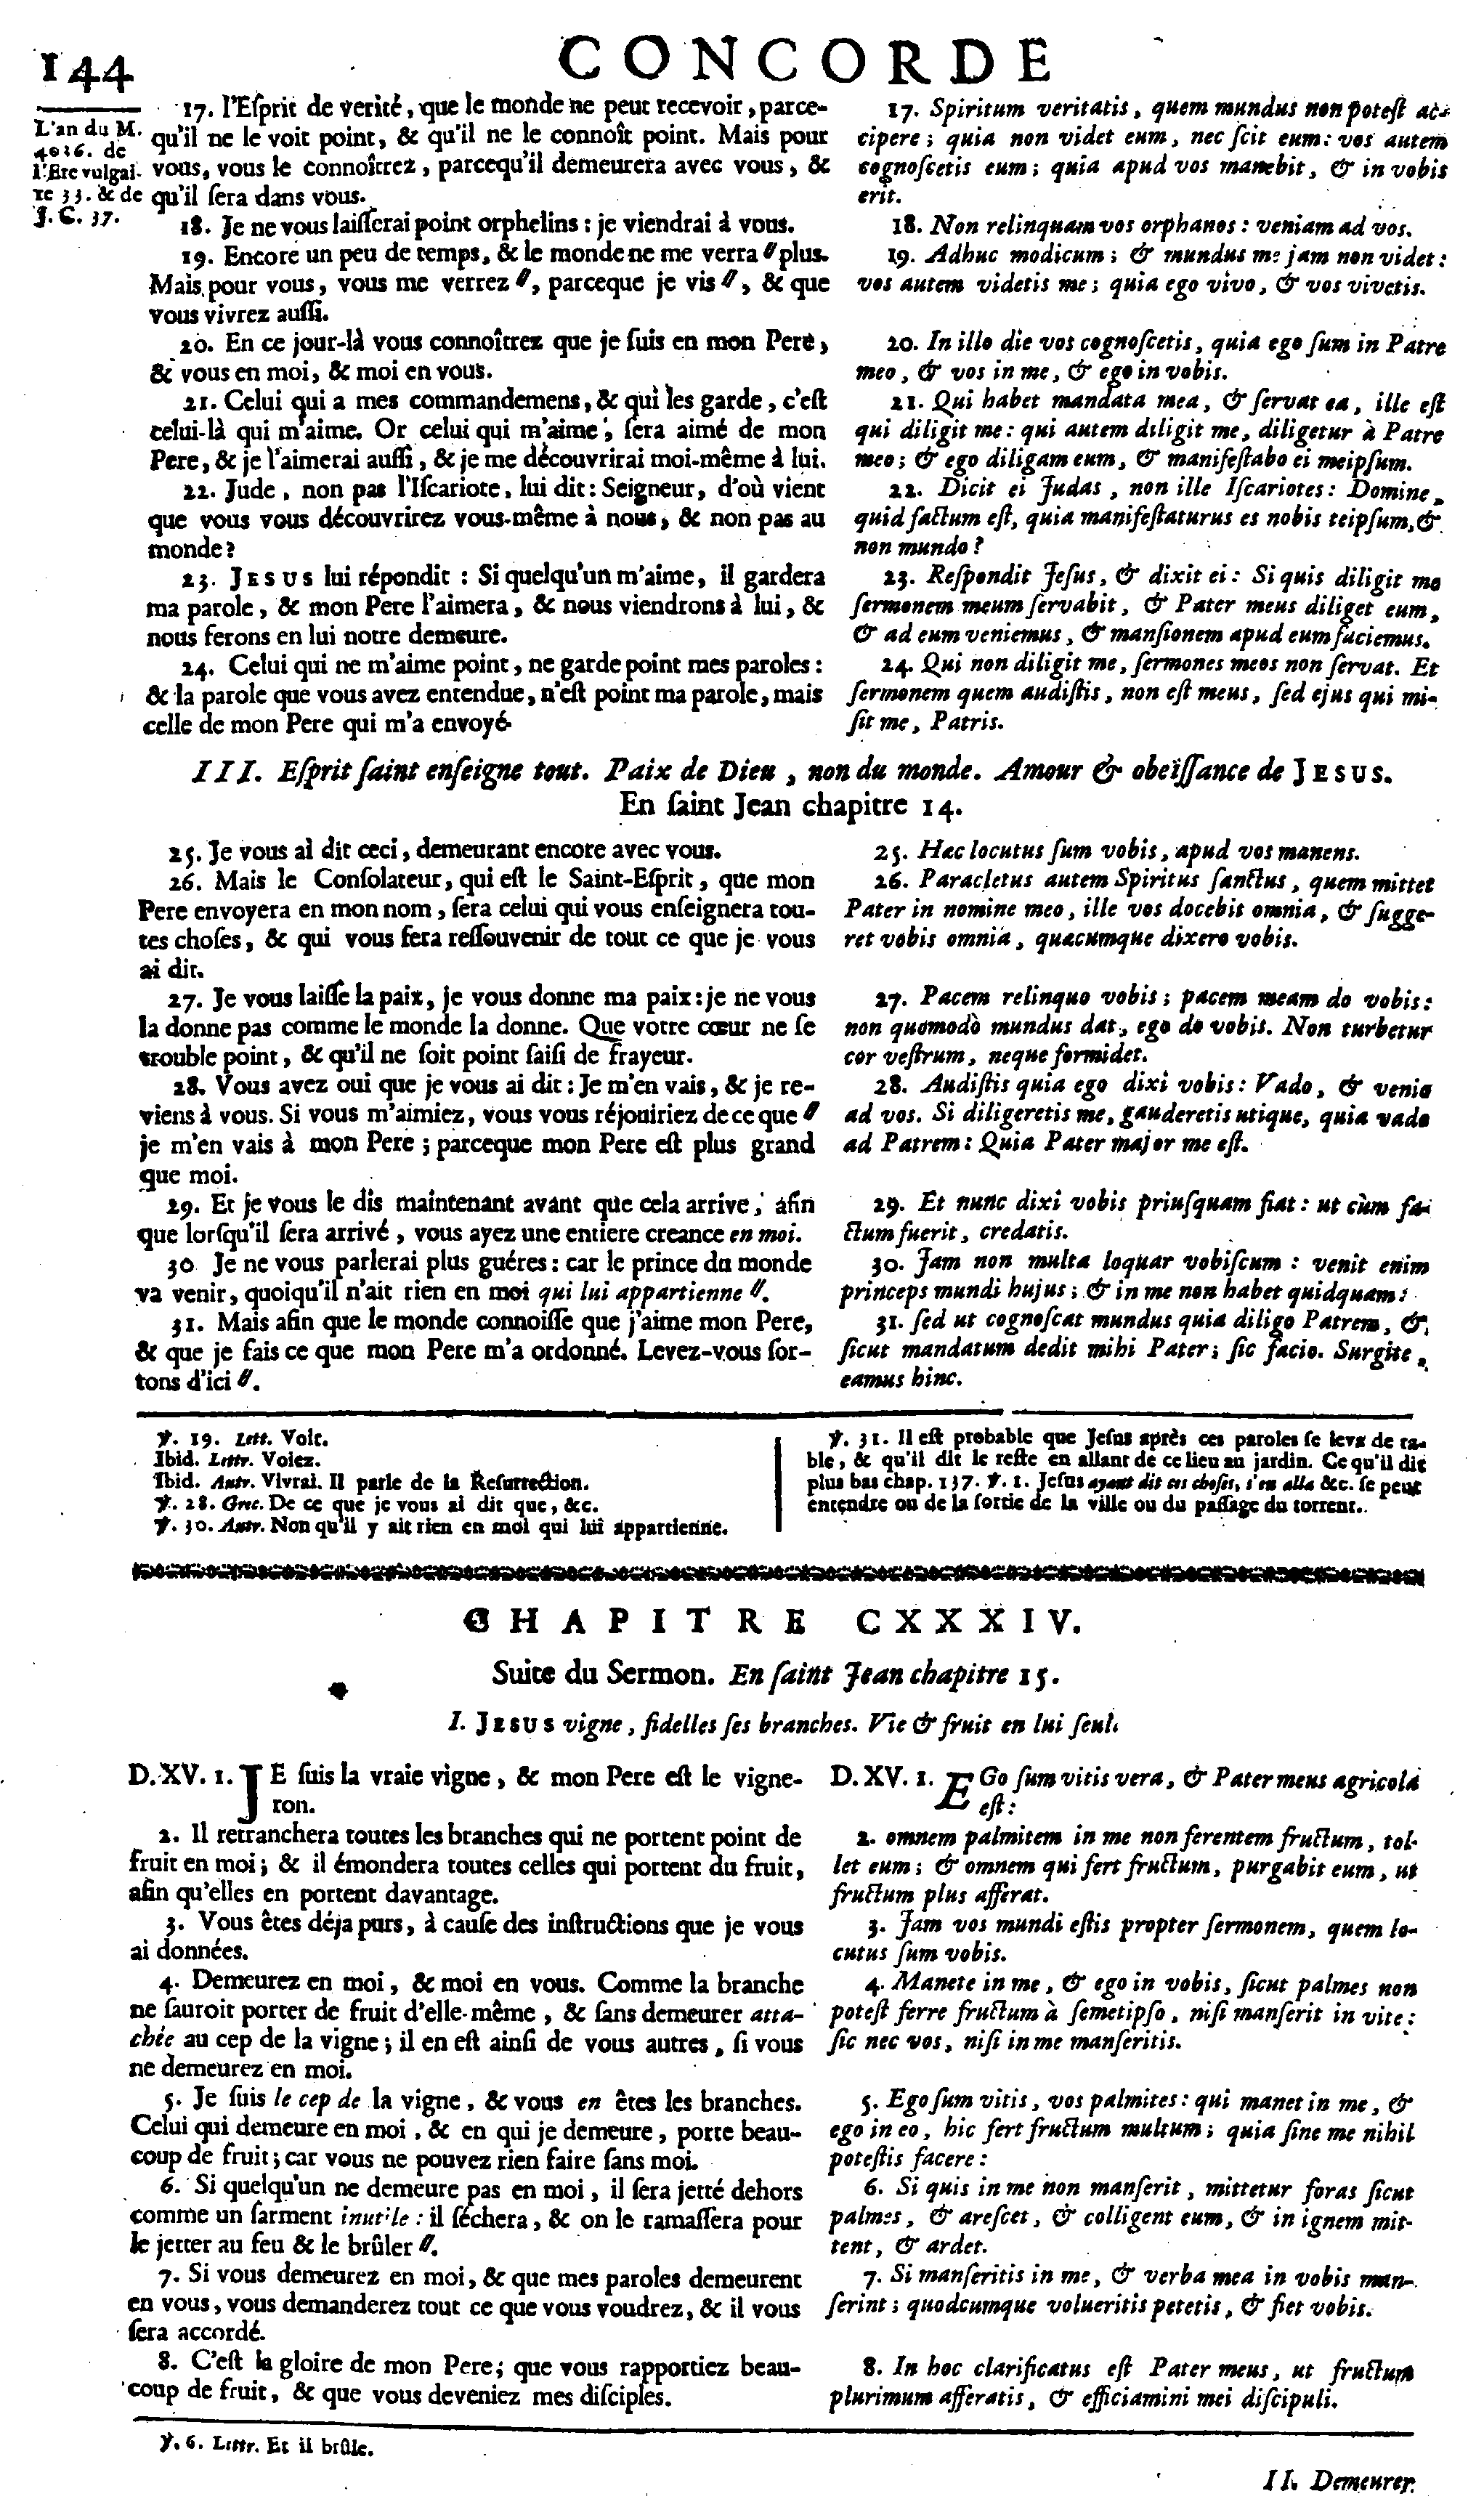 144
CONCORDE
L'an du M.
4036. de
l'Ere vulgai-
re 33. & de
J. C. 37.
17. l'Eſprit de verité, que le monde ne peut recevoir, parce-
qu'il ne le voit point, & qu'il ne le connoît point. Mais pour
vous, vous le connoîtrez, parcequ'il demeurera avec vous, &
qu'il ſera dans vous.
18. Je ne vous laiſſerai point orphelins : je viendrai à vous.
19. Encore un peu de temps, & le monde ne me verra // plus.
Mais pour vous, vous me verrez //, parceque je vis //, & que
vous vivrez auſſi.
20. En ce jour-là vous connoîtrez que je ſuis en mon Pere,
& vous en moi, & moi en vous.
21. Celui qui a mes commandemens, & qui les garde, c'eſt
celui-là qui m'aime. Or celui qui m'aime, ſera aimé de mon
Pere, & je l'aimerai auſſi, & je me découvrirai moi-même à lui.
22. Jude, non pas l'Iſcariote, lui dit : Seigneur, d'où vient
que vous vous découvrirez vous-même à nous, & non pas au
monde ?
23. JESUS lui répondit : Si quelqu'un m'aime, il gardera
ma parole, & mon Pere l'aimera, & nous viendrons à lui, &
nous ferons en lui notre demeure.
24. Celui qui ne m'aime point, ne garde point mes paroles :
& la parole que vous avez entendue, n'eſt point ma parole, mais
celle de mon Pere qui m'a envoyé.
17. Spiritum veritatis, quem mundus non poteſt ac-
cipere ; quia non videt eum, nec ſcit eum : vos autem
cognoſcetis eum ; quia apud vos manebit, & in vobis
erit.
18. Non relinquam vos orphanos : veniam ad vos.
19. Adhuc modicum ; & mundus me jam non videt :
vos autem videtis me ; quia ego vivo, & vos vivetis.
20. In illo die vos cognoſcetis, quia ego ſum in Patre
meo, & vos in me, & ego in vobis.
21. Qui habet mandata mea, & ſervat ea, ille eſt
qui diligit me : qui autem diligit me, diligetur à Patre
meo ; & ego diligam eum, & manifeſtabo ei meipſum.
22. Dicit ei Judas, non ille Iſcariotes : Domine,
quid factum eſt, quia manifeſtaturus es nobis teipſum, &
non mundo ?
23. Reſpondit Jeſus, & dixit ei : Si quis diligit me
ſermonem meum ſervabit, & Pater meus diliget eum,
& ad eum veniemus, & manſionem apud eum faciemus.
24. Qui non diligit me, ſermones meos non ſervat. Et
ſermonem quem audiſtis, non eſt meus, ſed ejus qui mi-
ſit me, Patris.
III. Eſprit ſaint enſeigne tout. Paix de Dieu, non du monde. Amour & obeïſſance de JESUS.
En ſaint Jean chapitre 14.
25. Je vous ai dit ceci, demeurant encore avec vous.
26. Mais le Conſolateur, qui eſt le Saint-Eſprit, que mon
Pere envoyera en mon nom, ſera celui qui vous enſeignera tou-
tes choſes, & qui vous fera reſſouvenir de tout ce que je vous
ai dit.
27. Je vous laiſſe la paix, je vous donne ma paix : je ne vous
la donne pas comme le monde la donne. Que votre cœur ne ſe
trouble point, & qu'il ne ſoit point ſaiſi de frayeur.
28. Vous avez oui que je vous ai dit : Je m'en vais, & je re-
viens à vous. Si vous m'aimiez, vous vous réjouiriez de ce que //
je m'en vais à mon Pere ; parceque mon Pere eſt plus grand
que moi.
29. Et je vous le dis maintenant avant que cela arrive, afin
que lorſqu'il ſera arrivé, vous ayez une entiere creance en moi.
30 Je ne vous parlerai plus guéres : car le prince du monde
va venir, quoiqu'il n'ait rien en moi qui lui appartienne //.
31. Mais afin que le monde connoiſſe que j'aime mon Pere,
& que je fais ce que mon Pere m'a ordonné. Levez-vous ſor-
tons d'ici //.
25. Hæc locutus ſum vobis, apud vos manens.
26. Paracletus autem Spiritus ſanctus, quem mittet
Pater in nomine meo, ille vos docebit omnia, & ſugge-
ret vobis omnia, quacumque dixero vobis.
27. Pacem relinquo vobis ; pacem meam do vobis :
non quomodò mundus dat, ego do vobis. Non turbetur
cor veſtrum, neque formidet.
28. Audiſtis quia ego dixi vobis : Vado, & venio
ad vos. Si diligeretis me, gauderetis utique, quia vado
ad Patrem : Quia Pater major me eſt.
29. Et nunc dixi vobis priuſquam fiat : ut cùm fa-
ctum fuerit, credatis.
30. Jam non multa loquar vobiſcum : venit enim
princeps mundi hujus ; & in me non habet quidquam :
31. ſed ut cognoſcat mundus quia diligo Patrem, &
ſicut mandatum dedit mihi Pater ; ſic facio. Surgite,
eamus hinc.
℣. 19. Lett. Voit.
Ibid. Lettr. Voiez.
Ibid. Autr. Vivrai. Il parle de la Reſurrection.
℣. 28. Grec. De ce que je vous ai dit que, &c.
℣. 30. Autr. Non qu'il y ait rien en moi qui lui appartienne.
℣. 31. Il eſt probable que Jeſus après ces paroles ſe leva de ta-
ble, & qu'il dit le reſte en allant de ce lieu au jardin. Ce qu'il dit
plus bas chap. 137. ℣. 1. Jeſus ayant dit ces choſes, s'en alla &c. ſe peut
entendre ou de la ſortie de la ville ou du paſſage du torrent.
CHAPITRE CXXXIV.
Suite du Sermon. En ſaint Jean chapitre 15.
I. JESUS vigne, fidelles ſes branches. Vie & fruit en lui ſeul.
D. XV. 1. JE ſuis la vraie vigne, & mon Pere eſt le vigne-
ron.
2. Il retranchera toutes les branches qui ne portent point de
fruit en moi ; & il émondera toutes celles qui portent du fruit,
afin qu'elles en portent davantage.
3. Vous êtes déja purs, à cauſe des inſtructions que je vous
ai données.
4. Demeurez en moi, & moi en vous. Comme la branche
ne ſauroit porter de fruit d'elle-même, & ſans demeurer atta-
chée au cep de la vigne ; il en eſt ainſi de vous autres, ſi vous
ne demeurez en moi.
5. Je ſuis le cep de la vigne, & vous en êtes les branches.
Celui qui demeure en moi, & en qui je demeure, porte beau-
coup de fruit ; car vous ne pouvez rien faire ſans moi.
6. Si quelqu'un ne demeure pas en moi, il ſera jetté dehors
comme un ſarment inutile : il ſéchera, & on le ramaſſera pour
le jetter au feu & le brûler //.
7. Si vous demeurez en moi, & que mes paroles demeurent
en vous, vous demanderez tout ce que vous voudrez, & il vous
ſera accordé.
8. C'eſt la gloire de mon Pere ; que vous rapportiez beau-
coup de fruit, & que vous deveniez mes diſciples.
D. XV. 1. EGo ſum vitis vera, & Pater meus agricola
eſt :
2. omnem palmitem in me non ferentem fructum, tol-
let eum ; & omnem qui fert fructum, purgabit eum, ut
fructum plus afferat.
3. Jam vos mundi eſtis propter ſermonem, quem lo-
cutus ſum vobis.
4. Manete in me, & ego in vobis, ſicut palmes non
poteſt ferre fructum à ſemetipſo, niſi manſerit in vite :
ſic nec vos, niſi in me manſeritis.
5. Ego ſum vitis, vos palmites : qui manet in me, &
ego in eo, hic fert fructum multum ; quia ſine me nihil
poteſtis facere :
6. Si quis in me non manſerit, mittetur foras ſicut
palmes, & areſcet, & colligent eum, & in ignem mit-
tent, & ardet.
7. Si manſeritis in me, & verba mea in vobis man-
ſerint ; quodcumque volueritis petetis, & fiet vobis.
8. In hoc clarificatus eſt Pater meus, ut fructum
plurimum afferatis, & efficiamini mei diſcipuli.
℣. 6. Lettr. Et il brûle.
II. Demeurer